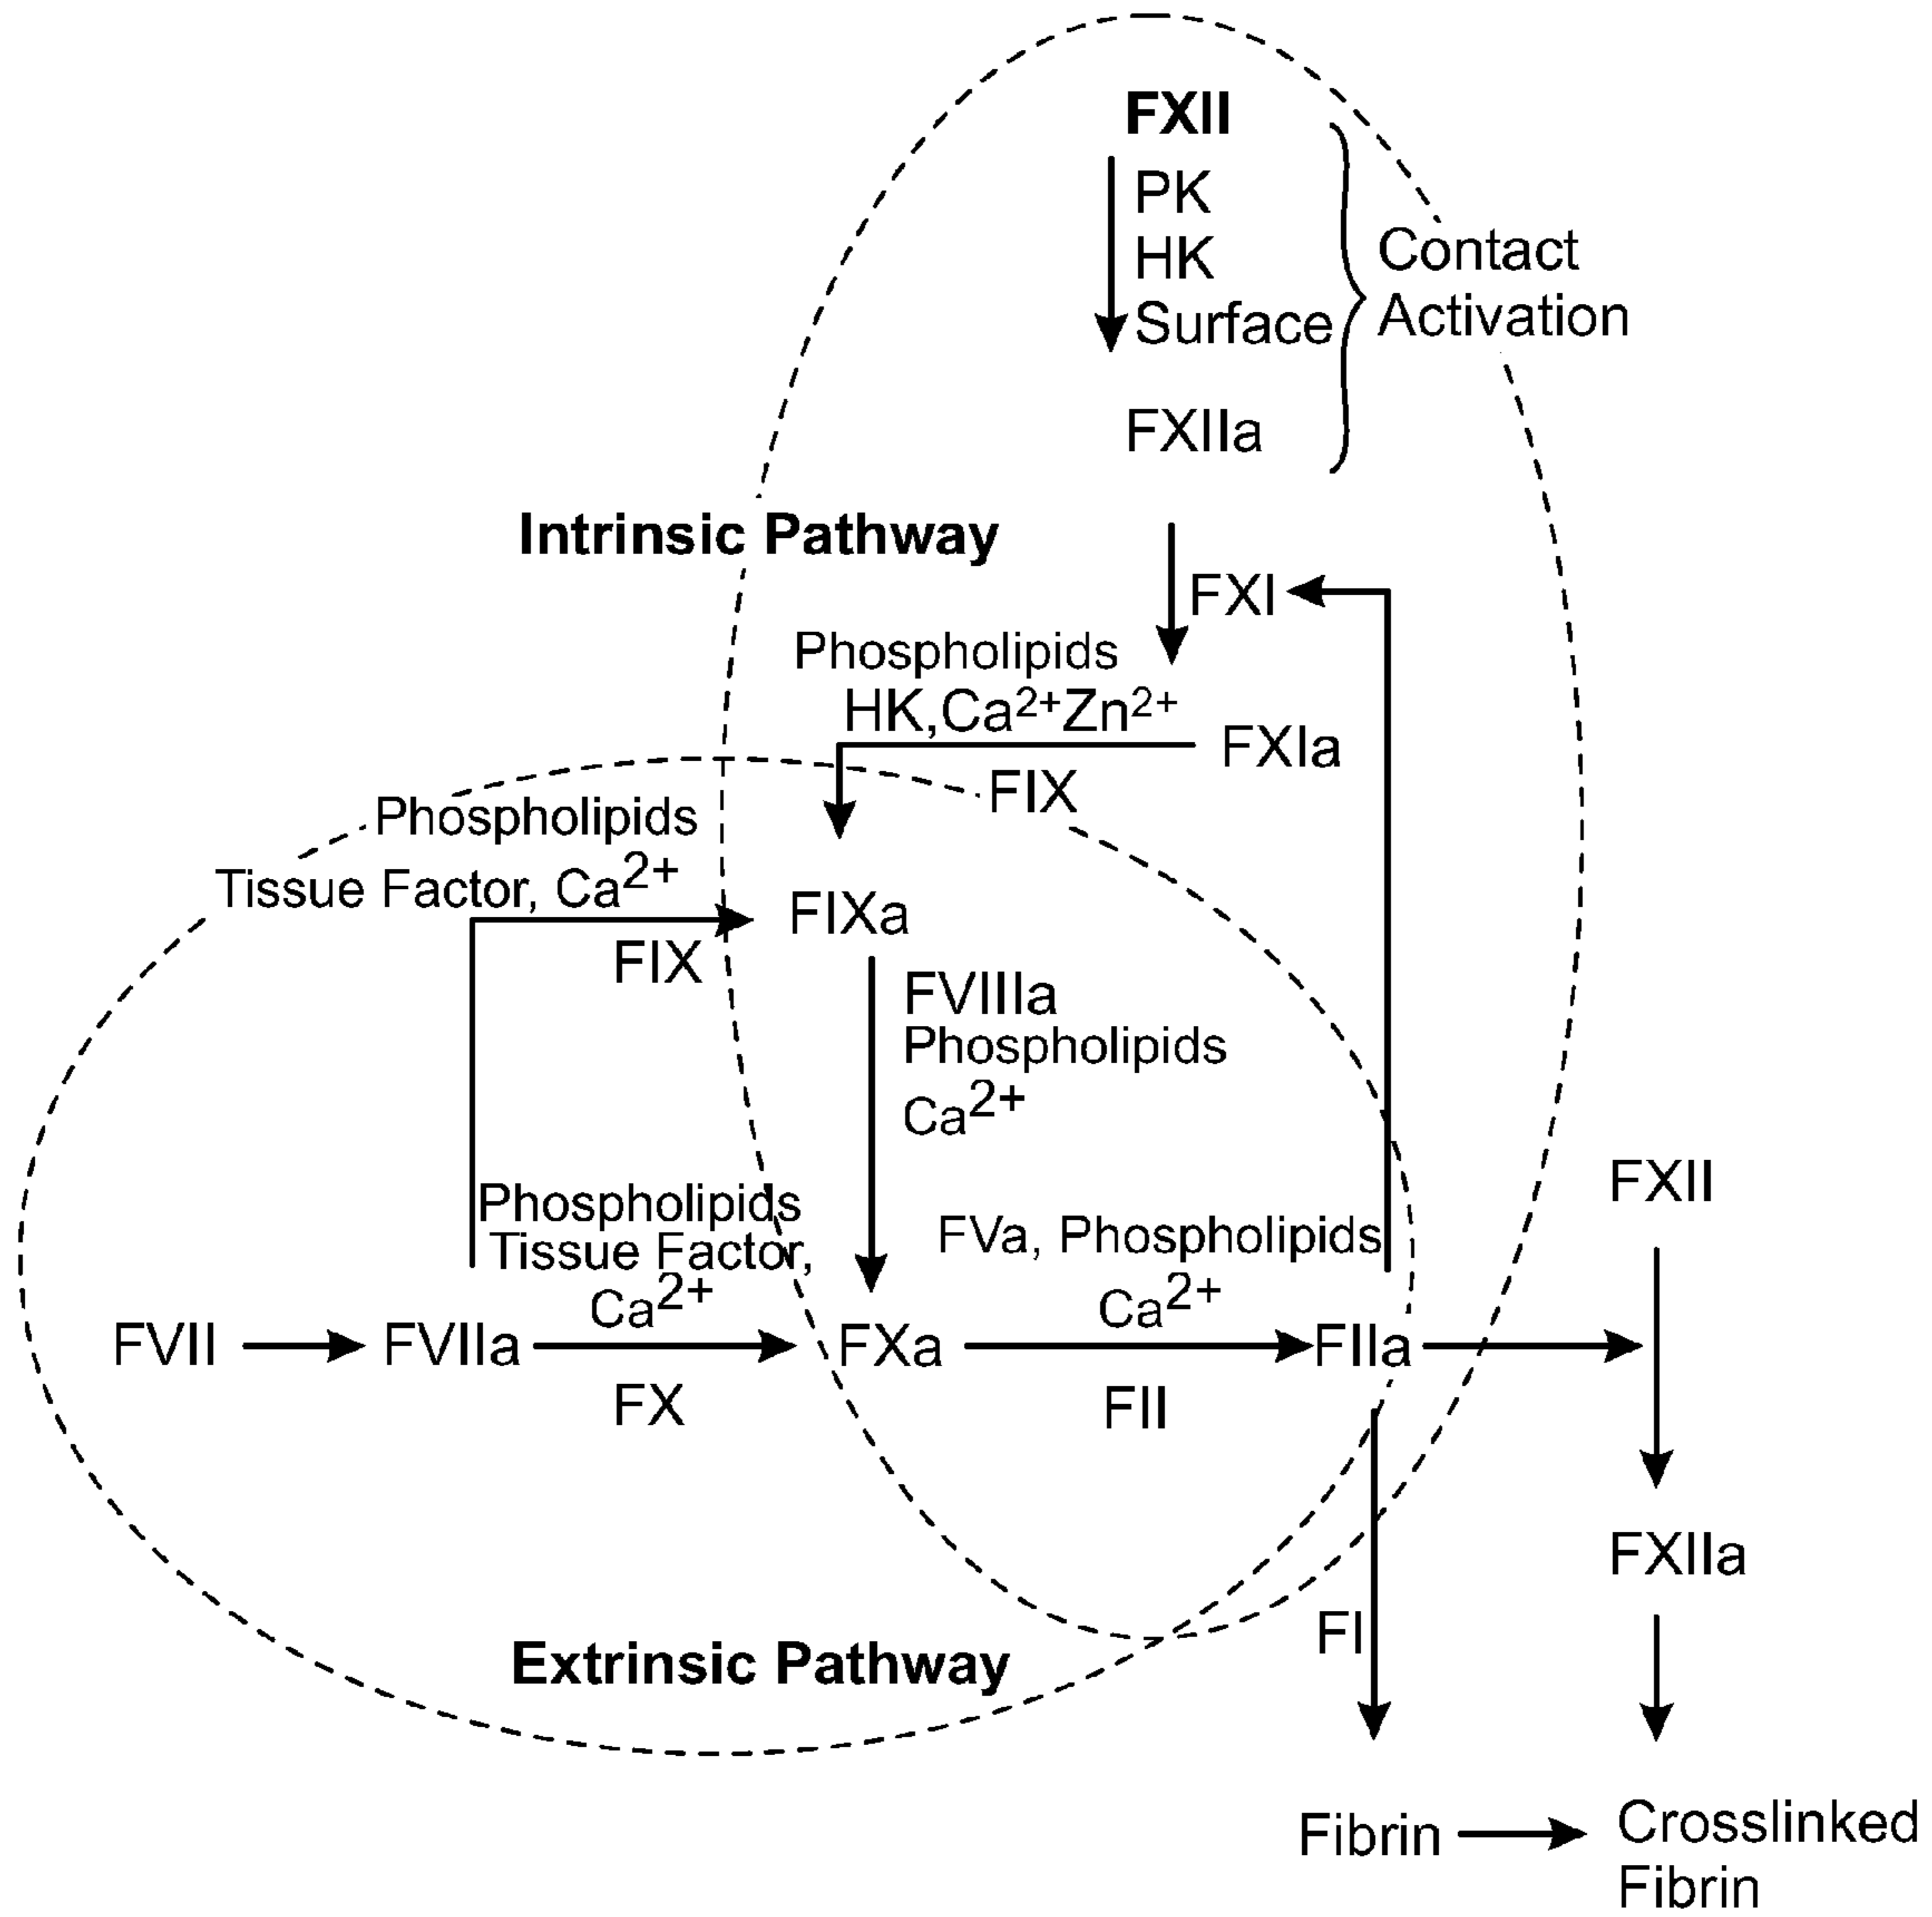 FXII
PK
HK
Surface
Contact
Activation
FXIIa
Intrinsic Pathway
FXI
Phospholipids
HK,Ca²⁺Zn²⁺
FXIa
FIX
Phospholipids
Tissue Factor, Ca²⁺
FIX
FIXa
FVIIIa
Phospholipids
Ca²⁺
Phospholipids
Tissue Factor,
Ca²⁺
FVa, Phospholipids
Ca²⁺
FXII
FVII
FVIIa
FX
FXa
FII
FIIa
FXIIa
FI
Extrinsic Pathway
Fibrin
Crosslinked
Fibrin